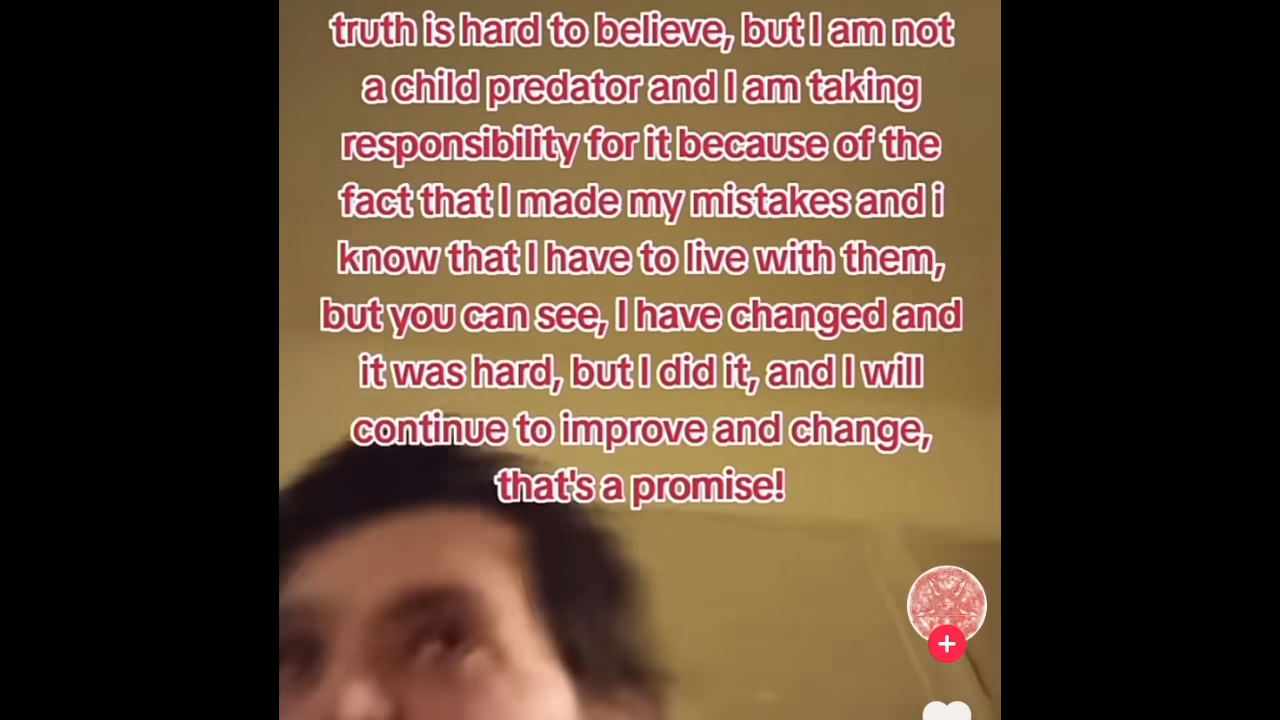 truth is hard to believe, but I am not
a child predator and I am taking
responsibility for it because of the
fact that I made my mistakes and i
know that I have to live with them,
but you can see, I have changed and
it was hard, but I did it, and I will
continue to improve and change,
that's a promise!